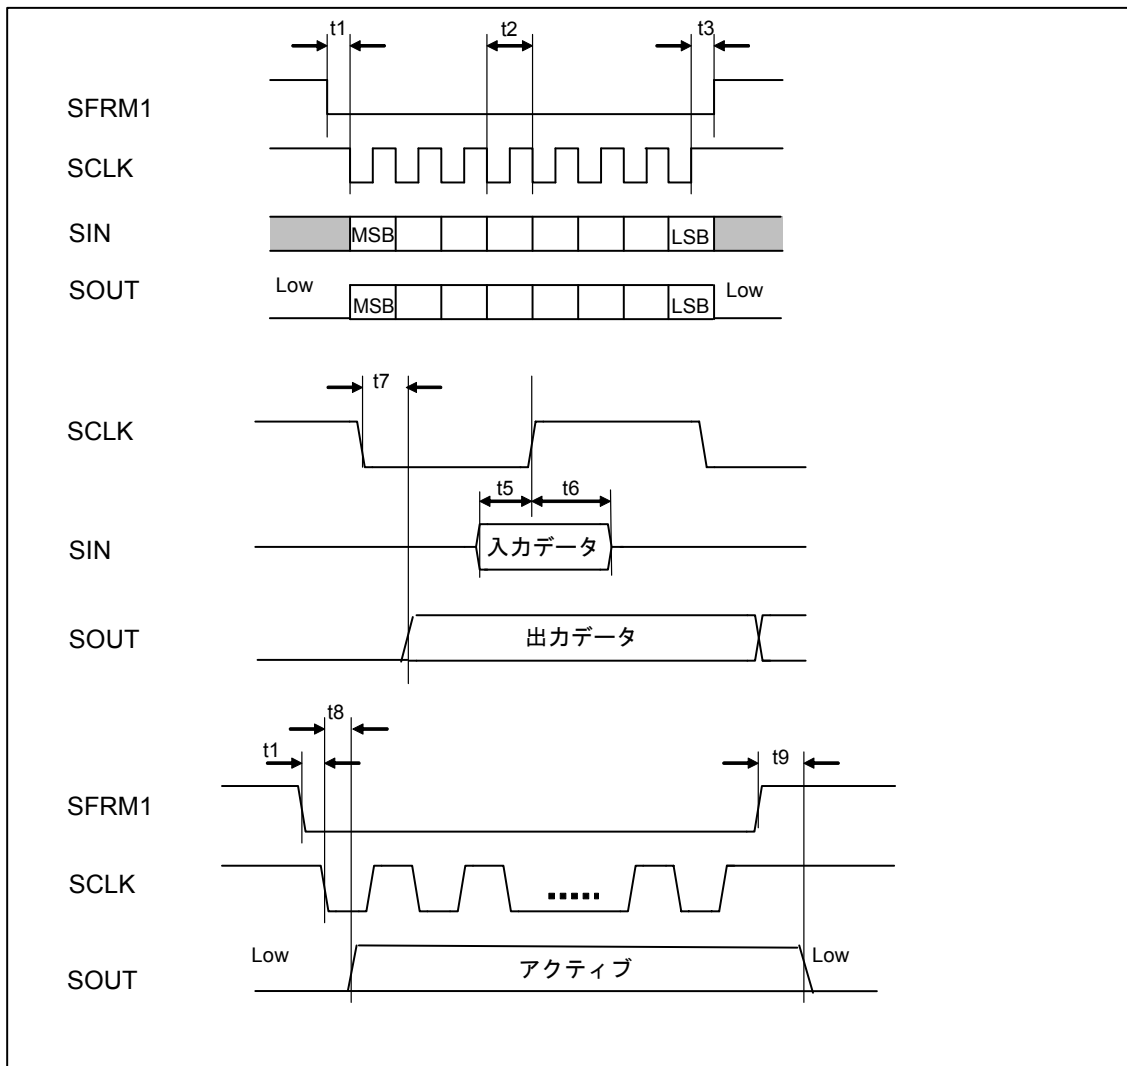 t1 t2 t3
SFRM1
SCLK
SIN MSB LSB
SOUT Low MSB LSB Low
t7
SCLK
t5 t6
SIN 入力データ
SOUT 出力データ
t8
t1 t9
SFRM1
SCLK
Low アクティブ Low
SOUT